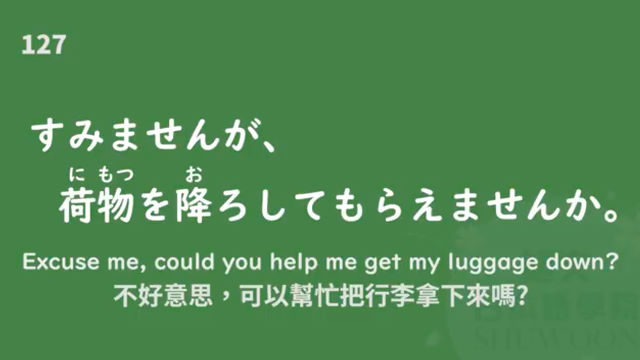 127
すみませんが、
にもつ お
荷物を降ろしてもらえませんか。
Excuse me, could you help me get my luggage down?
不好意思，可以幫忙把行李拿下來嗎?